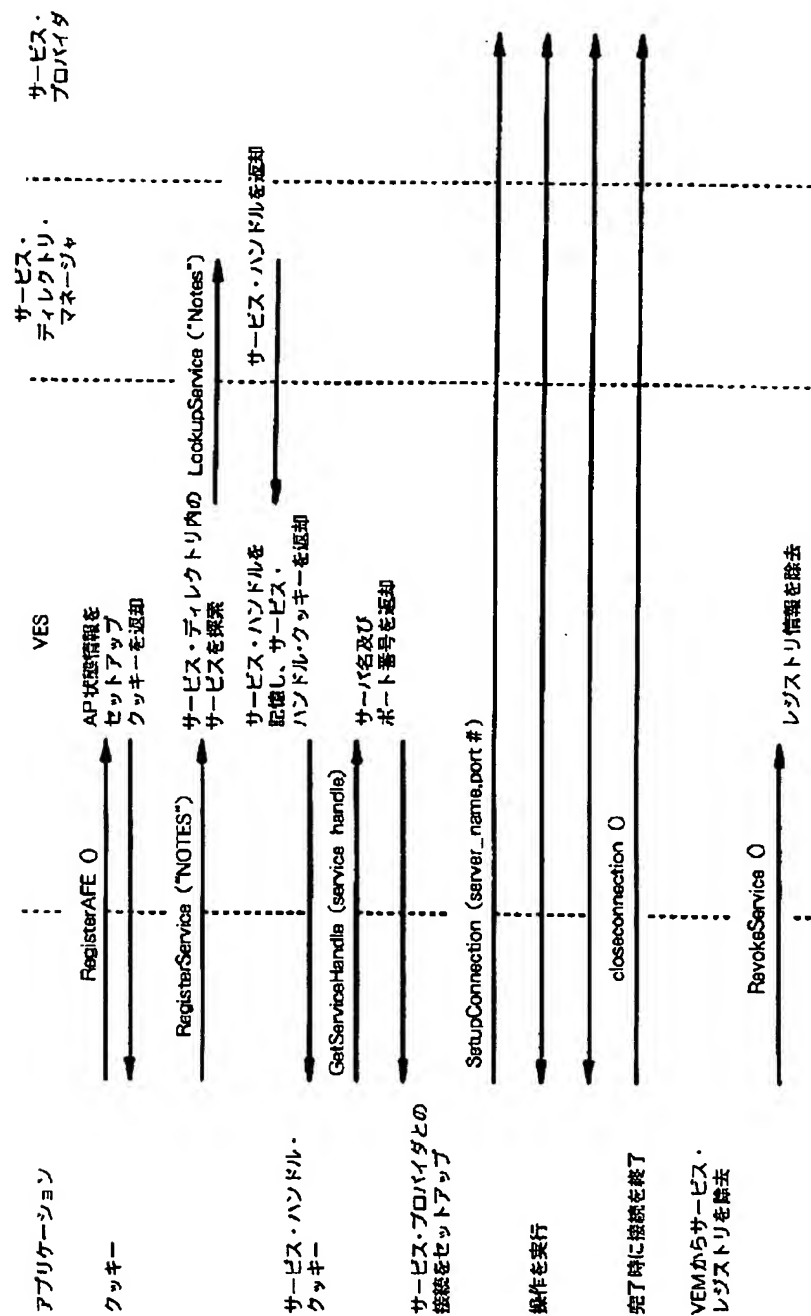 アプリケーション
VES
サービス・
ディレクトリ・
マネージャ
サービス・
プロバイダ
RegisterAFE ()
AP状態情報を
セットアップ
クッキーを返却
クッキー
RegisterService ("NOTES")
サービス・ディレクトリ内の
サービスを探索
LookupService ("Notes")
サービス・ハンドルを返却
サービス・ハンドルを
記憶し、サービス・
ハンドル・クッキーを返却
サービス・ハンドル・
クッキー
GetServiceHandle (service handle)
サーバ名及び
ポート番号を返却
サービス・プロバイダとの
接続をセットアップ
SetupConnection (server_name,port #)
操作を実行
完了時に接続を終了
closeconnection ()
VEMからサービス・
レジストリを除去
RevokeService ()
レジストリ情報を除去